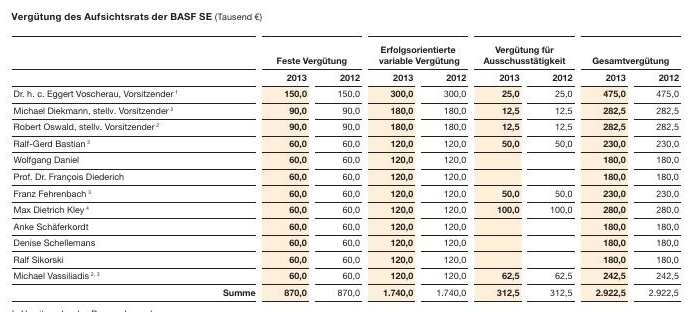 Vergütung des Aufsichtsrats der BASF SE (Tausend €)
Feste Vergütung Erfolgsorientierte variable Vergütung Vergütung für Ausschusstätigkeit Gesamtvergütung
2013 2012 2013 2012 2013 2012 2013 2012
Dr. h. c. Eggert Voscherau, Vorsitzender 1 150,0 150,0 300,0 300,0 25,0 25,0 475,0 475,0
Michael Diekmann, stellv. Vorsitzender 2 90,0 90,0 180,0 180,0 12,5 12,5 282,5 282,5
Robert Oswald, stellv. Vorsitzender 2 90,0 90,0 180,0 180,0 12,5 12,5 282,5 282,5
Ralf-Gerd Bastian 3 60,0 60,0 120,0 120,0 50,0 50,0 230,0 230,0
Wolfgang Daniel 60,0 60,0 120,0 120,0 180,0 180,0
Prof. Dr. François Diederich 60,0 60,0 120,0 120,0 180,0 180,0
Franz Fehrenbach 3 60,0 60,0 120,0 120,0 50,0 50,0 230,0 230,0
Max Dietrich Kley 4 60,0 60,0 120,0 120,0 100,0 100,0 280,0 280,0
Anke Schäferkordt 60,0 60,0 120,0 120,0 180,0 180,0
Denise Schellemans 60,0 60,0 120,0 120,0 180,0 180,0
Ralf Sikorski 60,0 60,0 120,0 120,0 180,0 180,0
Michael Vassiliadis 2, 3 60,0 60,0 120,0 120,0 62,5 62,5 242,5 242,5
Summe 870,0 870,0 1.740,0 1.740,0 312,5 312,5 2.922,5 2.922,5